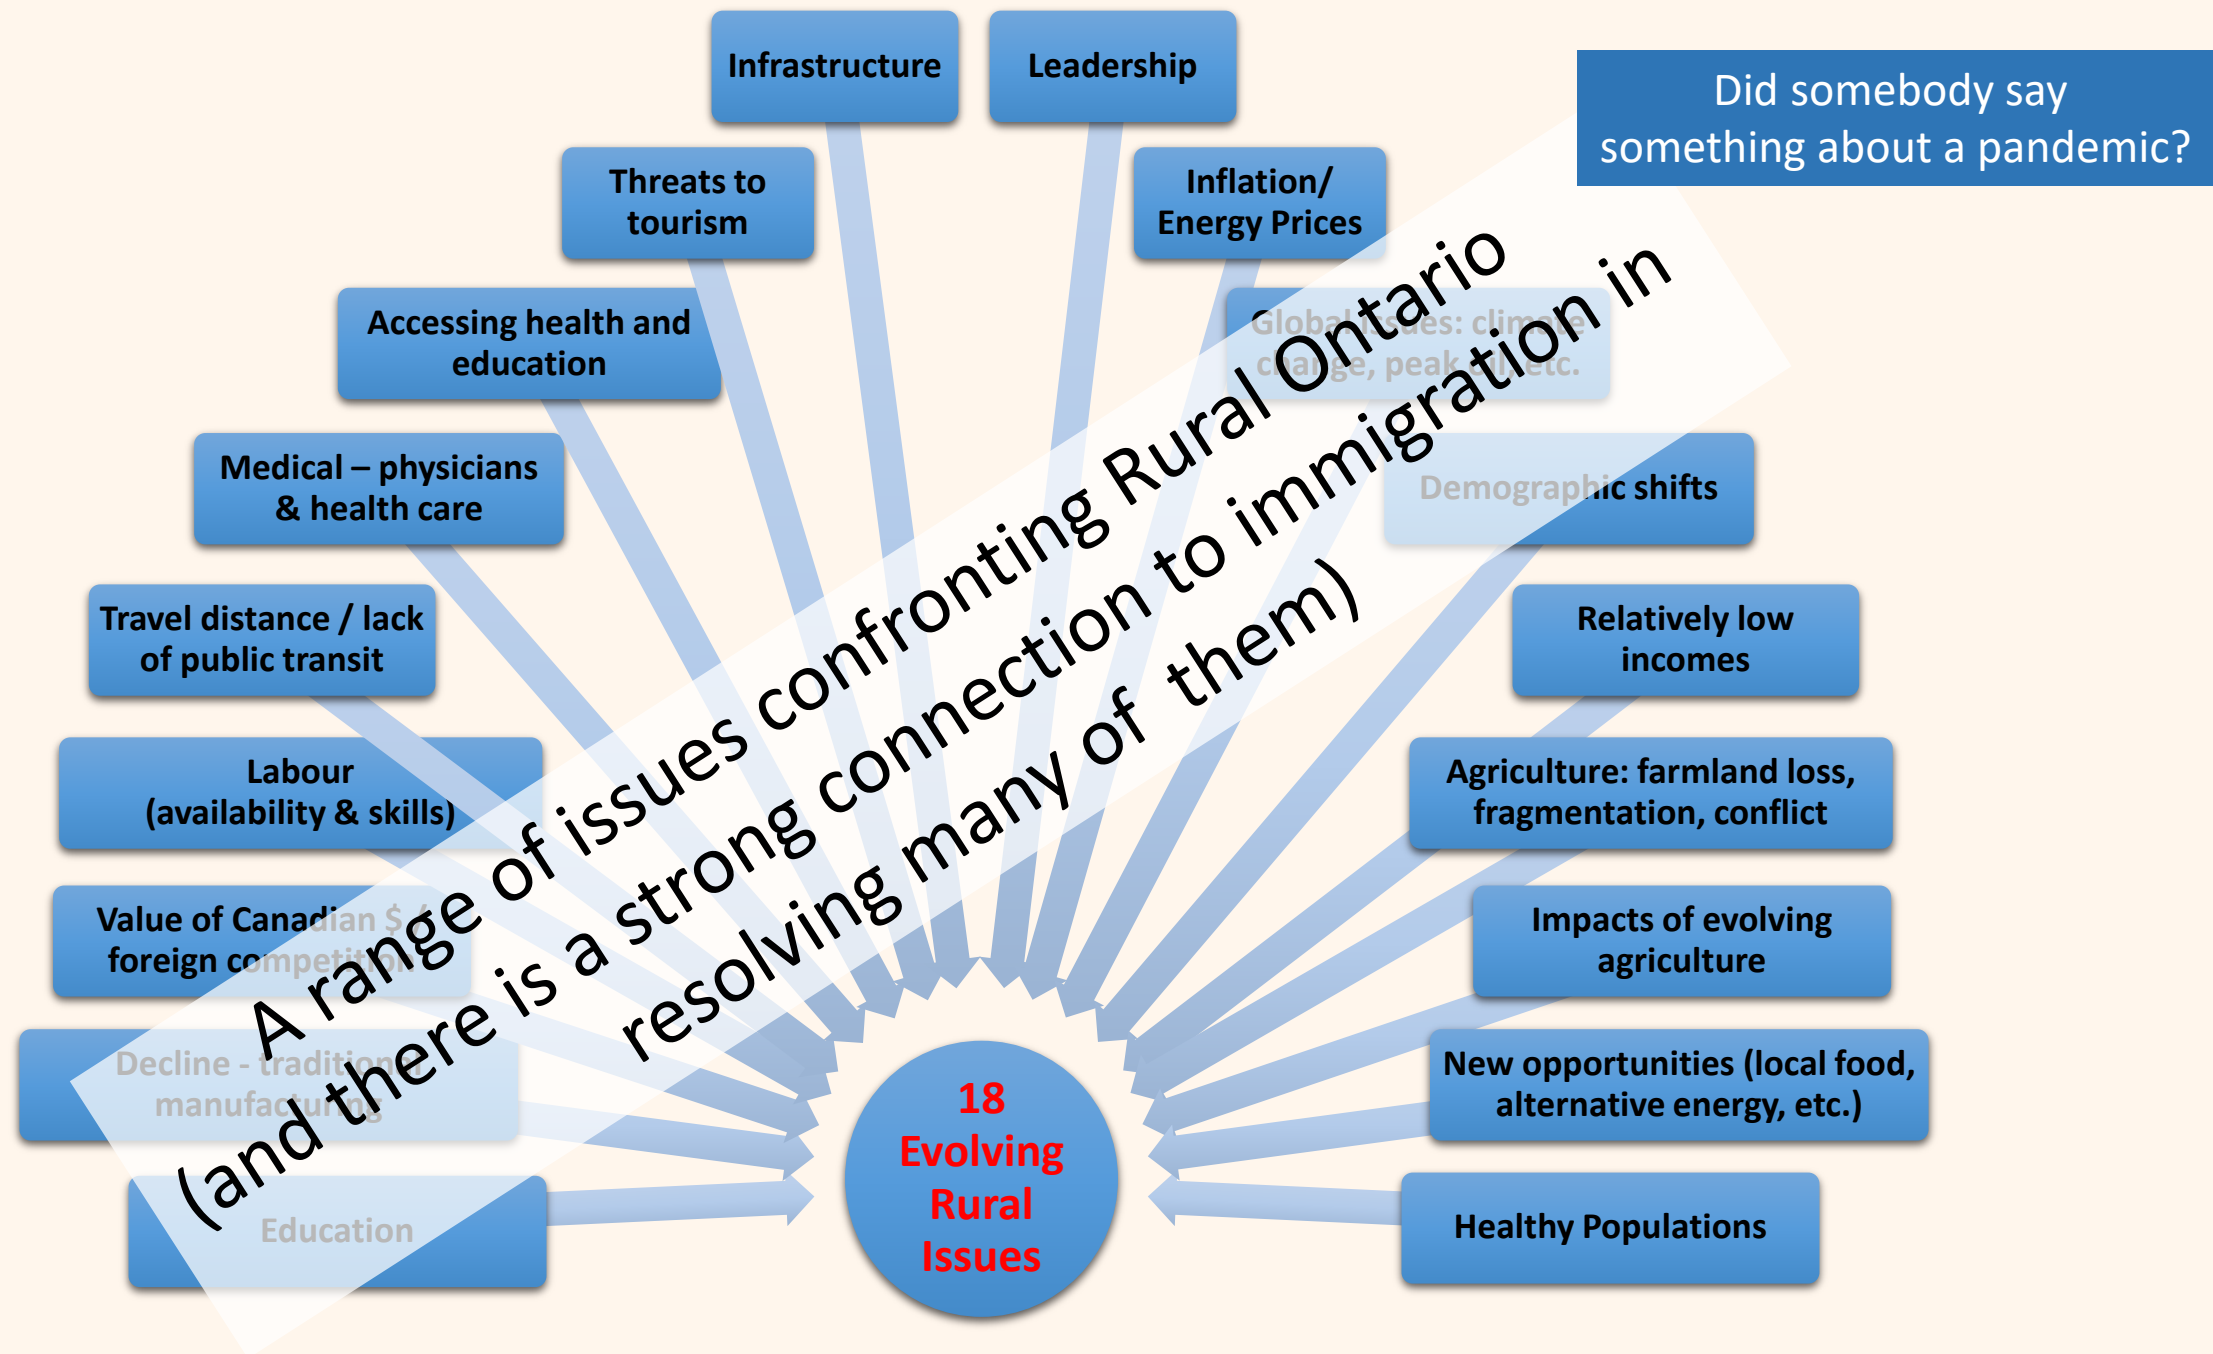 Infrastructure
Leadership
Did somebody say
something about a pandemic?
Threats to
tourism
Inflation/
Energy Prices
Accessing health and
education
Global issues: climate
change, peak oil, etc.
Medical – physicians
& health care
Demographic shifts
Travel distance / lack
of public transit
Relatively low
incomes
Labour
(availability & skills)
Agriculture: farmland loss,
fragmentation, conflict
Value of Canadian $ /
foreign competition
Impacts of evolving
agriculture
Decline - traditional
manufacturing
New opportunities (local food,
alternative energy, etc.)
Education
Healthy Populations
18
Evolving
Rural
Issues
A range of issues confronting Rural Ontario
(and there is a strong connection to immigration in
resolving many of  them)